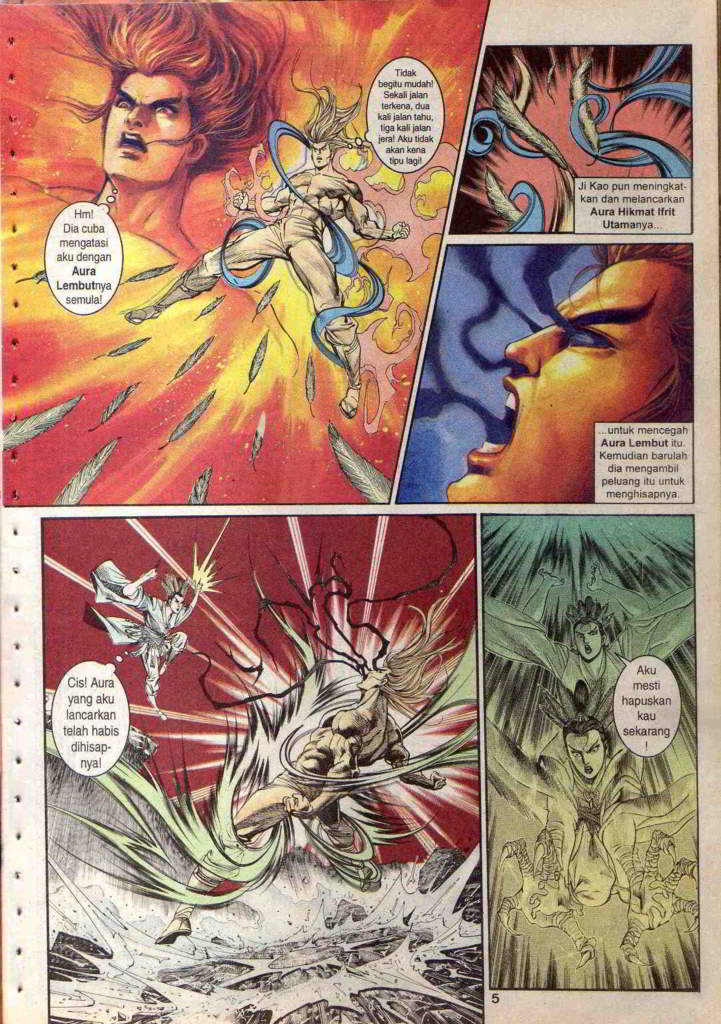 Hm!
Dia cuba
mengatasi
aku dengan
Aura
Lembutnya
semula!
Tidak
begitu mudah!
Sekali jalan
terkena, dua
kali jalan tahu,
tiga kali jalan
jera! Aku tidak
akan kena
tipu lagi!
Ji Kao pun meningkat-
kan dan melancarkan
Aura Hikmat Ifrit
Utamanya...
...untuk mencegah
Aura Lembut itu.
Kemudian barulah
dia mengambil
peluang itu untuk
menghisapnya.
Cis! Aura
yang aku
lancarkan
telah habis
dihisap-
nya!
Aku
mesti
hapuskan
kau
sekarang
!
5